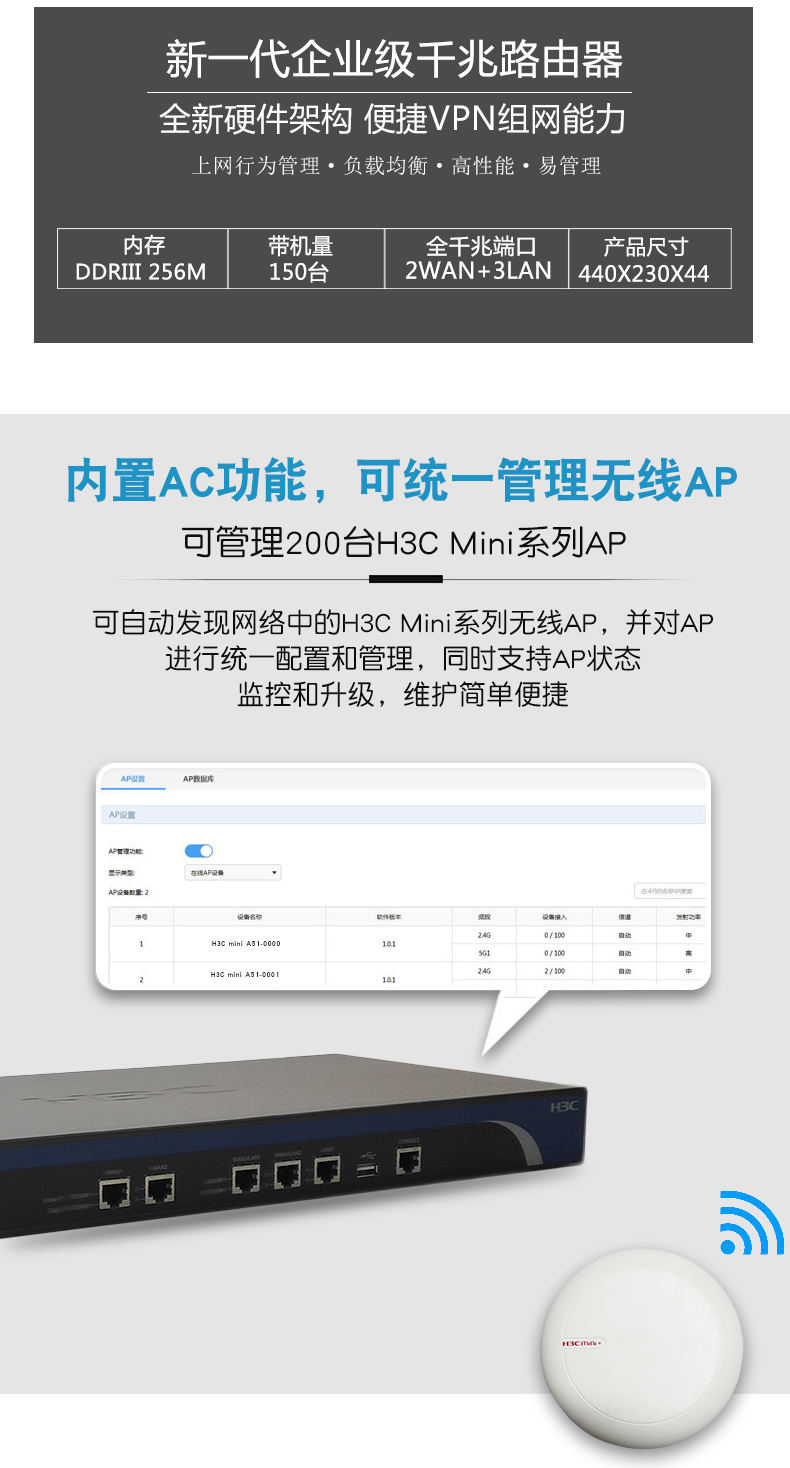 新一代企业级千兆路由器
全新硬件架构 便捷VPN组网能力
上网行为管理·负载均衡·高性能·易管理
内存
DDRIII 256M
带机量
150台
全千兆端口
2WAN+3LAN
产品尺寸
440X230X44
内置AC功能，可统一管理无线AP
可管理200台H3C Mini系列AP
可自动发现网络中的H3C Mini系列无线AP，并对AP
进行统一配置和管理，同时支持AP状态
监控和升级，维护简单便捷
AP设置 AP数据库
AP设置
AP管理功能:
显示类型: 在线AP设备
AP设备数量: 2 在AP的名称中搜索
序号 设备名称 软件版本 频段 设备接入 信道 发射功率
1 H3C mini A51-0000 1.0.1 2.4G 0 / 100 自动 中
5G1 0 / 100 自动 高
2 H3C mini A51-0001 1.0.1 2.4G 2 / 100 自动 中
H3C
CONSOLE
H3C mini